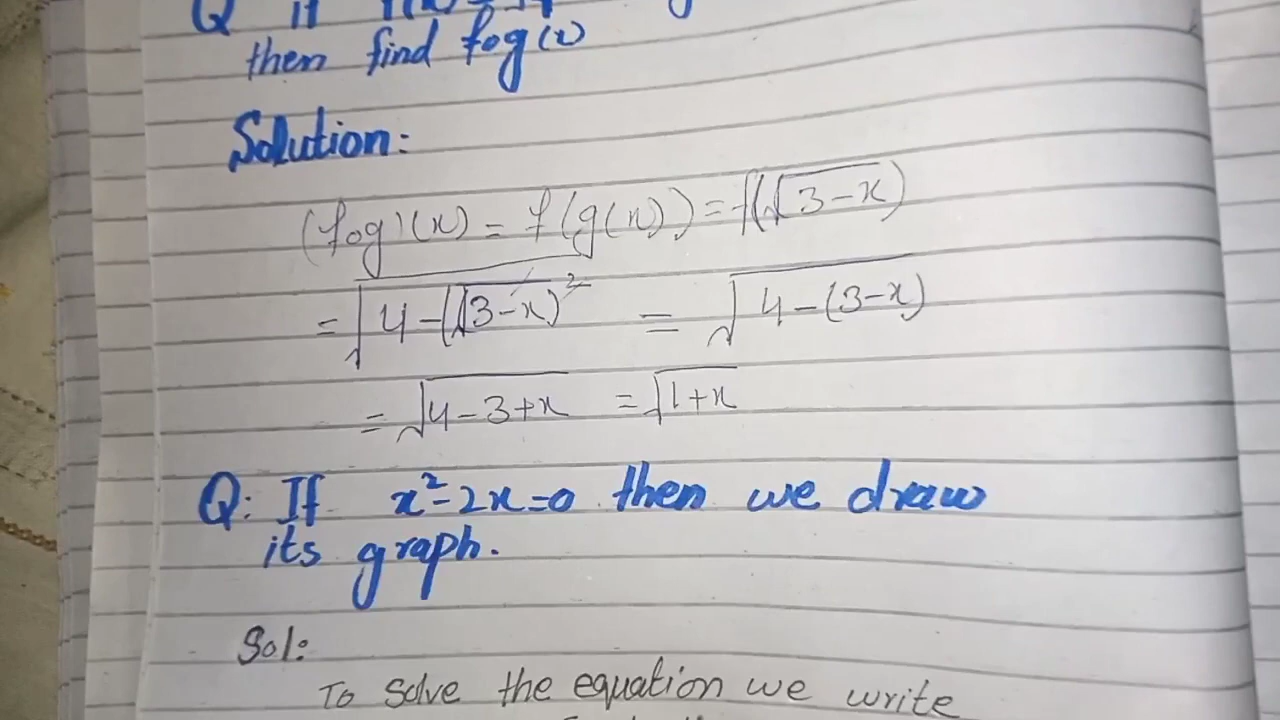 Q If
then find fog(x)
Solution:
(fog)(x) = f(g(x)) = f(√3-x)
= √4-(√3-x)² = √4-(3-x)
= √4-3+x = √1+x
Q: If x²-2x=0 then we draw
its graph.
Sol:
To solve the equation we write